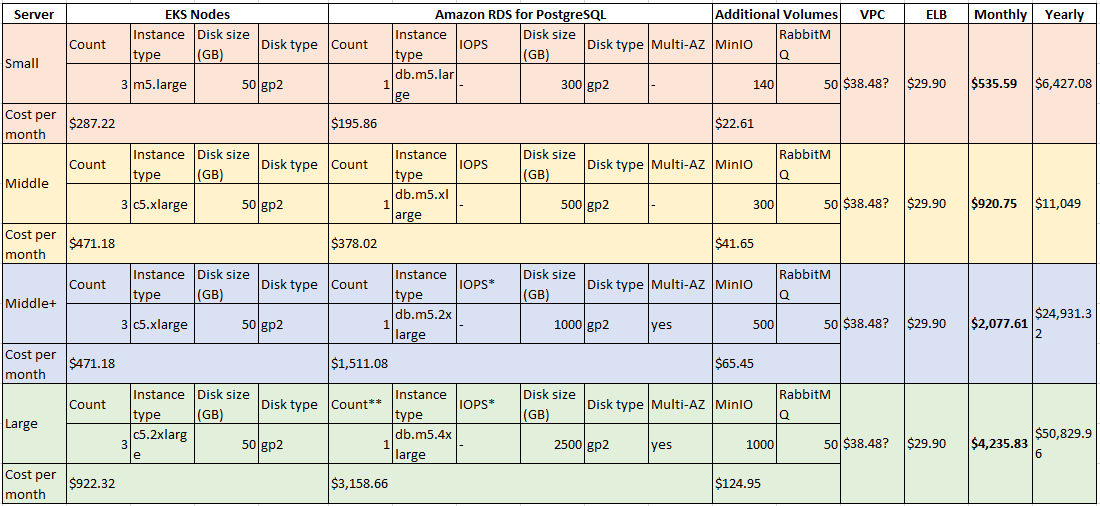 Server EKS Nodes Amazon RDS for PostgreSQL Additional Volumes VPC ELB Monthly Yearly
Small Count Instance type Disk size (GB) Disk type Count Instance type IOPS Disk size (GB) Disk type Multi-AZ MinIO RabbitMQ
3 m5.large 50 gp2 1 db.m5.large - 300 gp2 - 140 50 $38.48? $29.90 $535.59 $6,427.08
Cost per month $287.22 $195.86 $22.61
Middle Count Instance type Disk size (GB) Disk type Count Instance type IOPS Disk size (GB) Disk type Multi-AZ MinIO RabbitMQ
3 c5.xlarge 50 gp2 1 db.m5.xlarge - 500 gp2 - 300 50 $38.48? $29.90 $920.75 $11,049
Cost per month $471.18 $378.02 $41.65
Middle+ Count Instance type Disk size (GB) Disk type Count Instance type IOPS* Disk size (GB) Disk type Multi-AZ MinIO RabbitMQ
3 c5.xlarge 50 gp2 1 db.m5.2xlarge - 1000 gp2 yes 500 50 $38.48? $29.90 $2,077.61 $24,931.32
Cost per month $471.18 $1,511.08 $65.45
Large Count Instance type Disk size (GB) Disk type Count** Instance type IOPS* Disk size (GB) Disk type Multi-AZ MinIO RabbitMQ
3 c5.2xlarge 50 gp2 1 db.m5.4xlarge - 2500 gp2 yes 1000 50 $38.48? $29.90 $4,235.83 $50,829.96
Cost per month $922.32 $3,158.66 $124.95